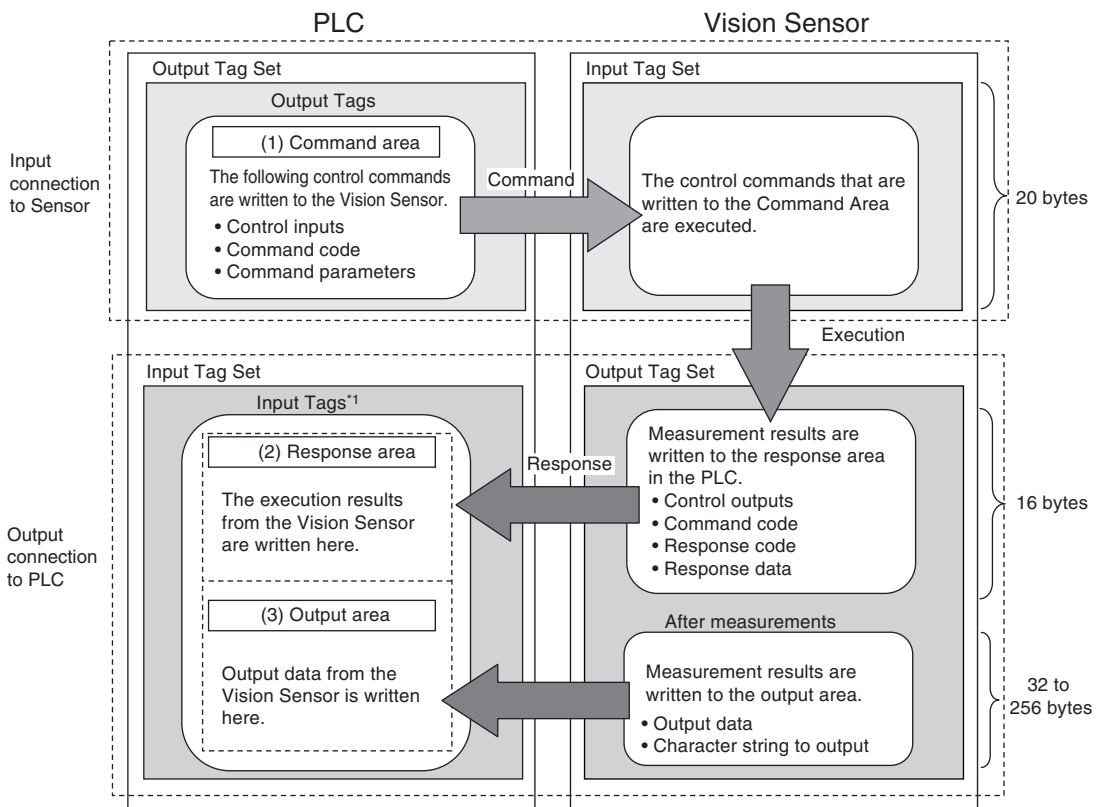 PLC
Vision Sensor
Output Tag Set
Input Tag Set
Output Tags
(1) Command area
The following control commands
are written to the Vision Sensor.
• Control inputs
• Command code
• Command parameters
Command
The control commands that are
written to the Command Area
are executed.
Input
connection
to Sensor
20 bytes
Execution
Input Tag Set
Output Tag Set
Input Tags*1
(2) Response area
The execution results
from the Vision Sensor
are written here.
Response
Measurement results are
written to the response area
in the PLC.
• Control outputs
• Command code
• Response code
• Response data
16 bytes
Output
connection
to PLC
(3) Output area
Output data from the
Vision Sensor is written
here.
After measurements
Measurement results are
written to the output area.
• Output data
• Character string to output
32 to
256 bytes